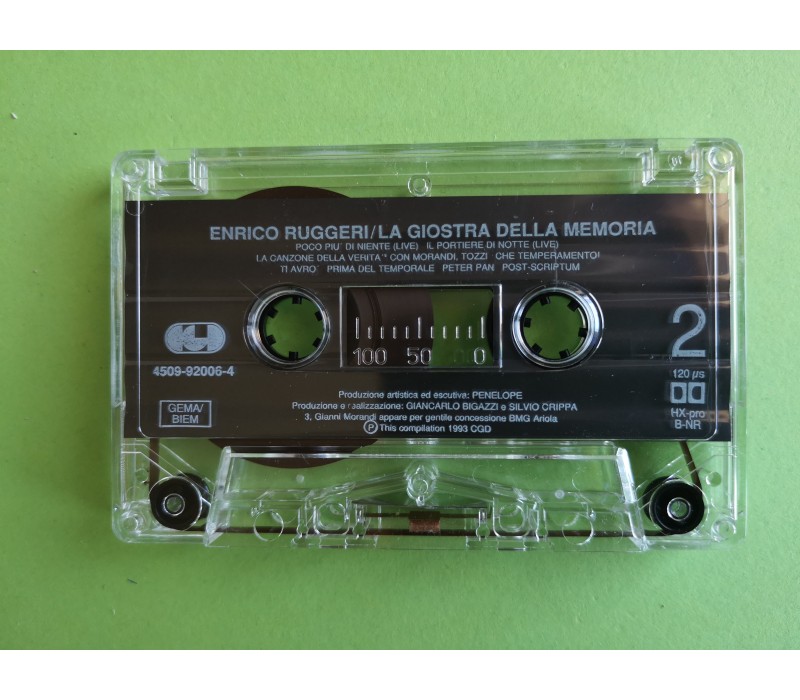 ENRICO RUGGERI/LA GIOSTRA DELLA MEMORIA
POCO PIU' DI NIENTE (LIVE) IL PORTIERE DI NOTTE (LIVE)
LA CANZONE DELLA VERITA'* CON MORANDI, TOZZI CHE TEMPERAMENTO!
TI AVRO' PRIMA DEL TEMPORALE PETER PAN POST-SCRIPTUM
100 50 0
2
4509-92006-4
120 µs
HX-pro
B-NR
GEMA/
BIEM
Produzione artistica ed escutiva: PENELOPE
Produzione e realizzazione: GIANCARLO BIGAZZI e SILVIO CRIPPA
3, Gianni Morandi appare per gentile concessione BMG Ariola
Ⓟ This compilation 1993 CGD